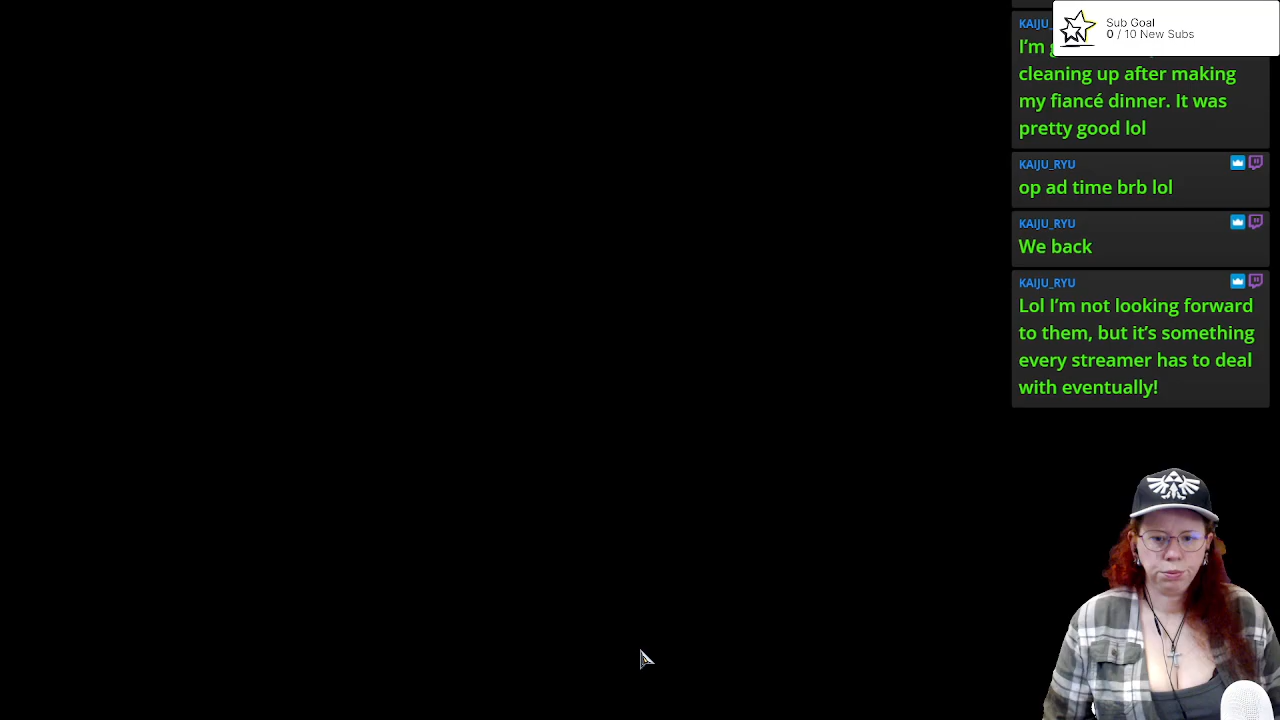 Sub Goal
0 / 10 New Subs
KAIJU_
I'm
cleaning up after making
my fiancé dinner. It was
pretty good lol
KAIJU_RYU
op ad time brb lol
KAIJU_RYU
We back
KAIJU_RYU
Lol I'm not looking forward
to them, but it's something
every streamer has to deal
with eventually!